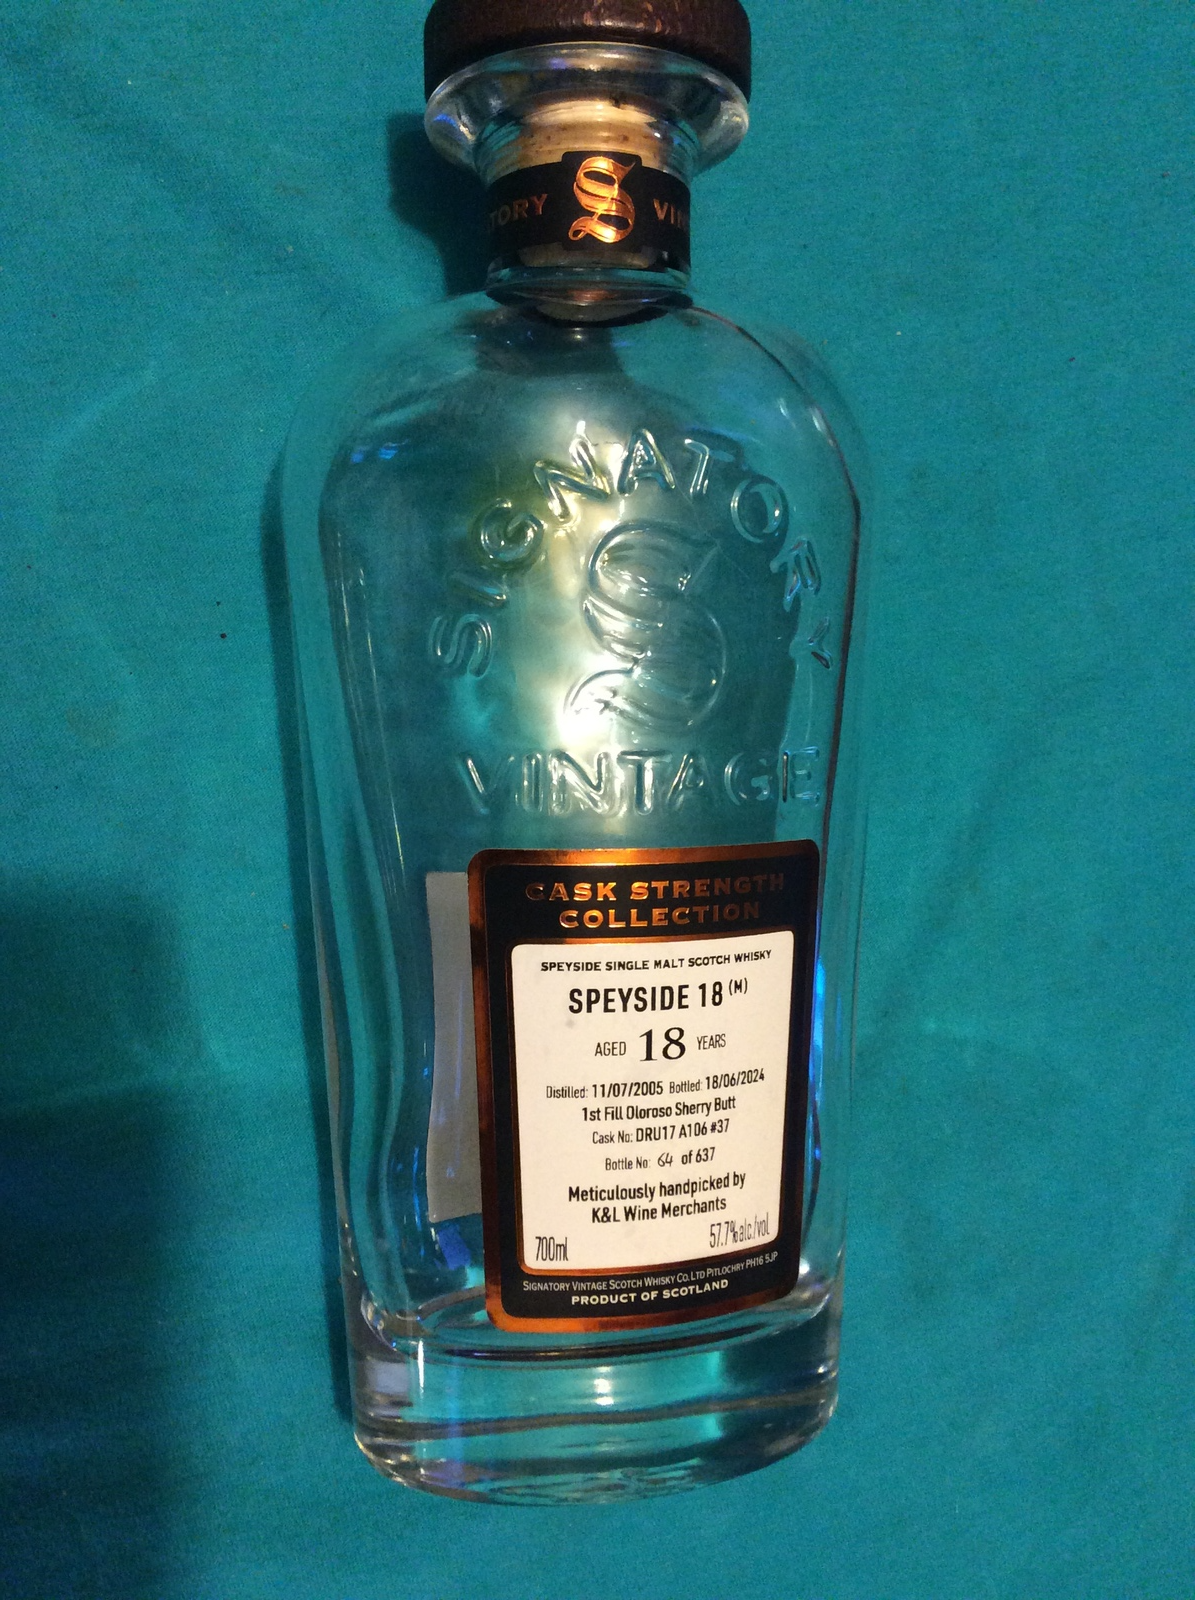 TORY S VIN
SIGNATORY
S
VINTAGE
CASK STRENGTH
COLLECTION
SPEYSIDE SINGLE MALT SCOTCH WHISKY
SPEYSIDE 18 (M)
AGED 18 YEARS
Distilled: 11/07/2005 Bottled: 18/06/2024
1st Fill Oloroso Sherry Butt
Cask No: DRU17 A106 #37
Bottle No: 64 of 637
Meticulously handpicked by
K&L Wine Merchants
700ml 57.7%alc./vol
SIGNATORY VINTAGE SCOTCH WHISKY CO. LTD PITLOCHRY PH16 5JP
PRODUCT OF SCOTLAND